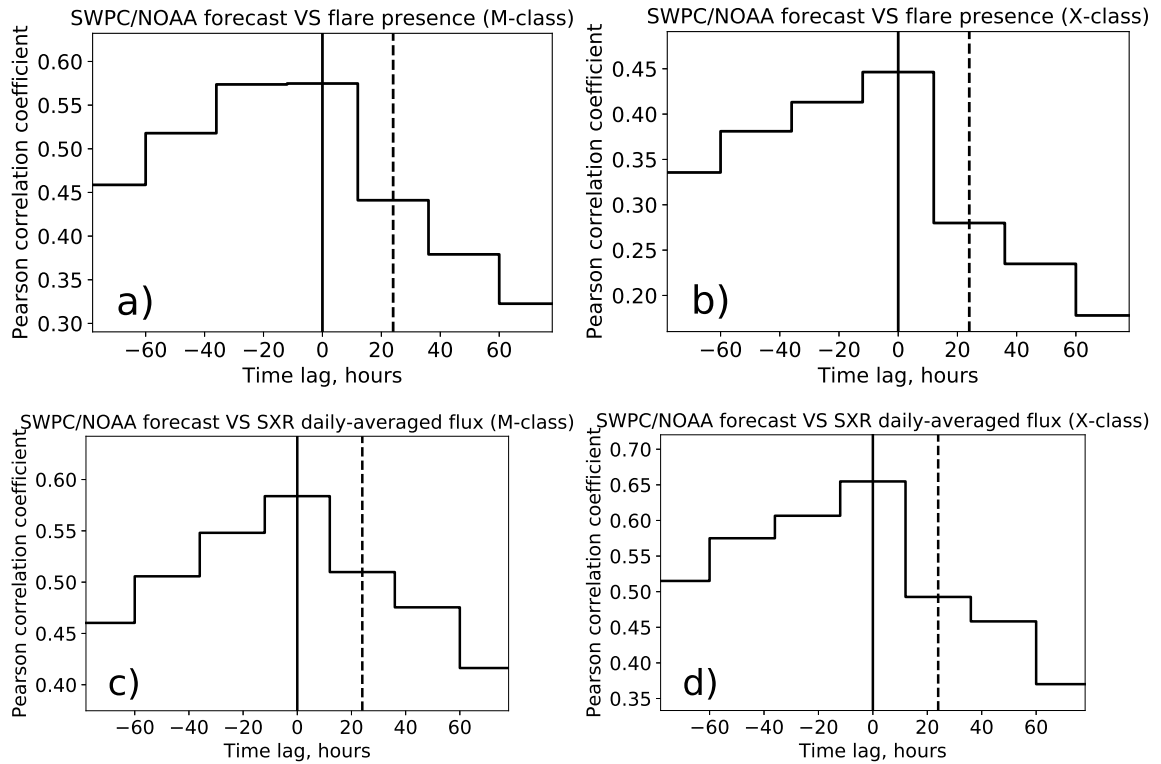 SWPC/NOAA forecast VS flare presence (M-class)
Pearson correlation coefficient
0.60
0.55
0.50
0.45
0.40
0.35
0.30
a)
−60 −40 −20 0 20 40 60
Time lag, hours
SWPC/NOAA forecast VS flare presence (X-class)
Pearson correlation coefficient
0.45
0.40
0.35
0.30
0.25
0.20
b)
−60 −40 −20 0 20 40 60
Time lag, hours
SWPC/NOAA forecast VS SXR daily-averaged flux (M-class)
Pearson correlation coefficient
0.60
0.55
0.50
0.45
0.40
c)
−60 −40 −20 0 20 40 60
Time lag, hours
SWPC/NOAA forecast VS SXR daily-averaged flux (X-class)
Pearson correlation coefficient
0.70
0.65
0.60
0.55
0.50
0.45
0.40
0.35
d)
−60 −40 −20 0 20 40 60
Time lag, hours